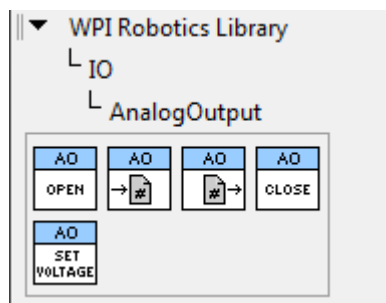 WPI Robotics Library
IO
AnalogOutput
AO AO AO AO
OPEN # # CLOSE
AO
SET
VOLTAGE